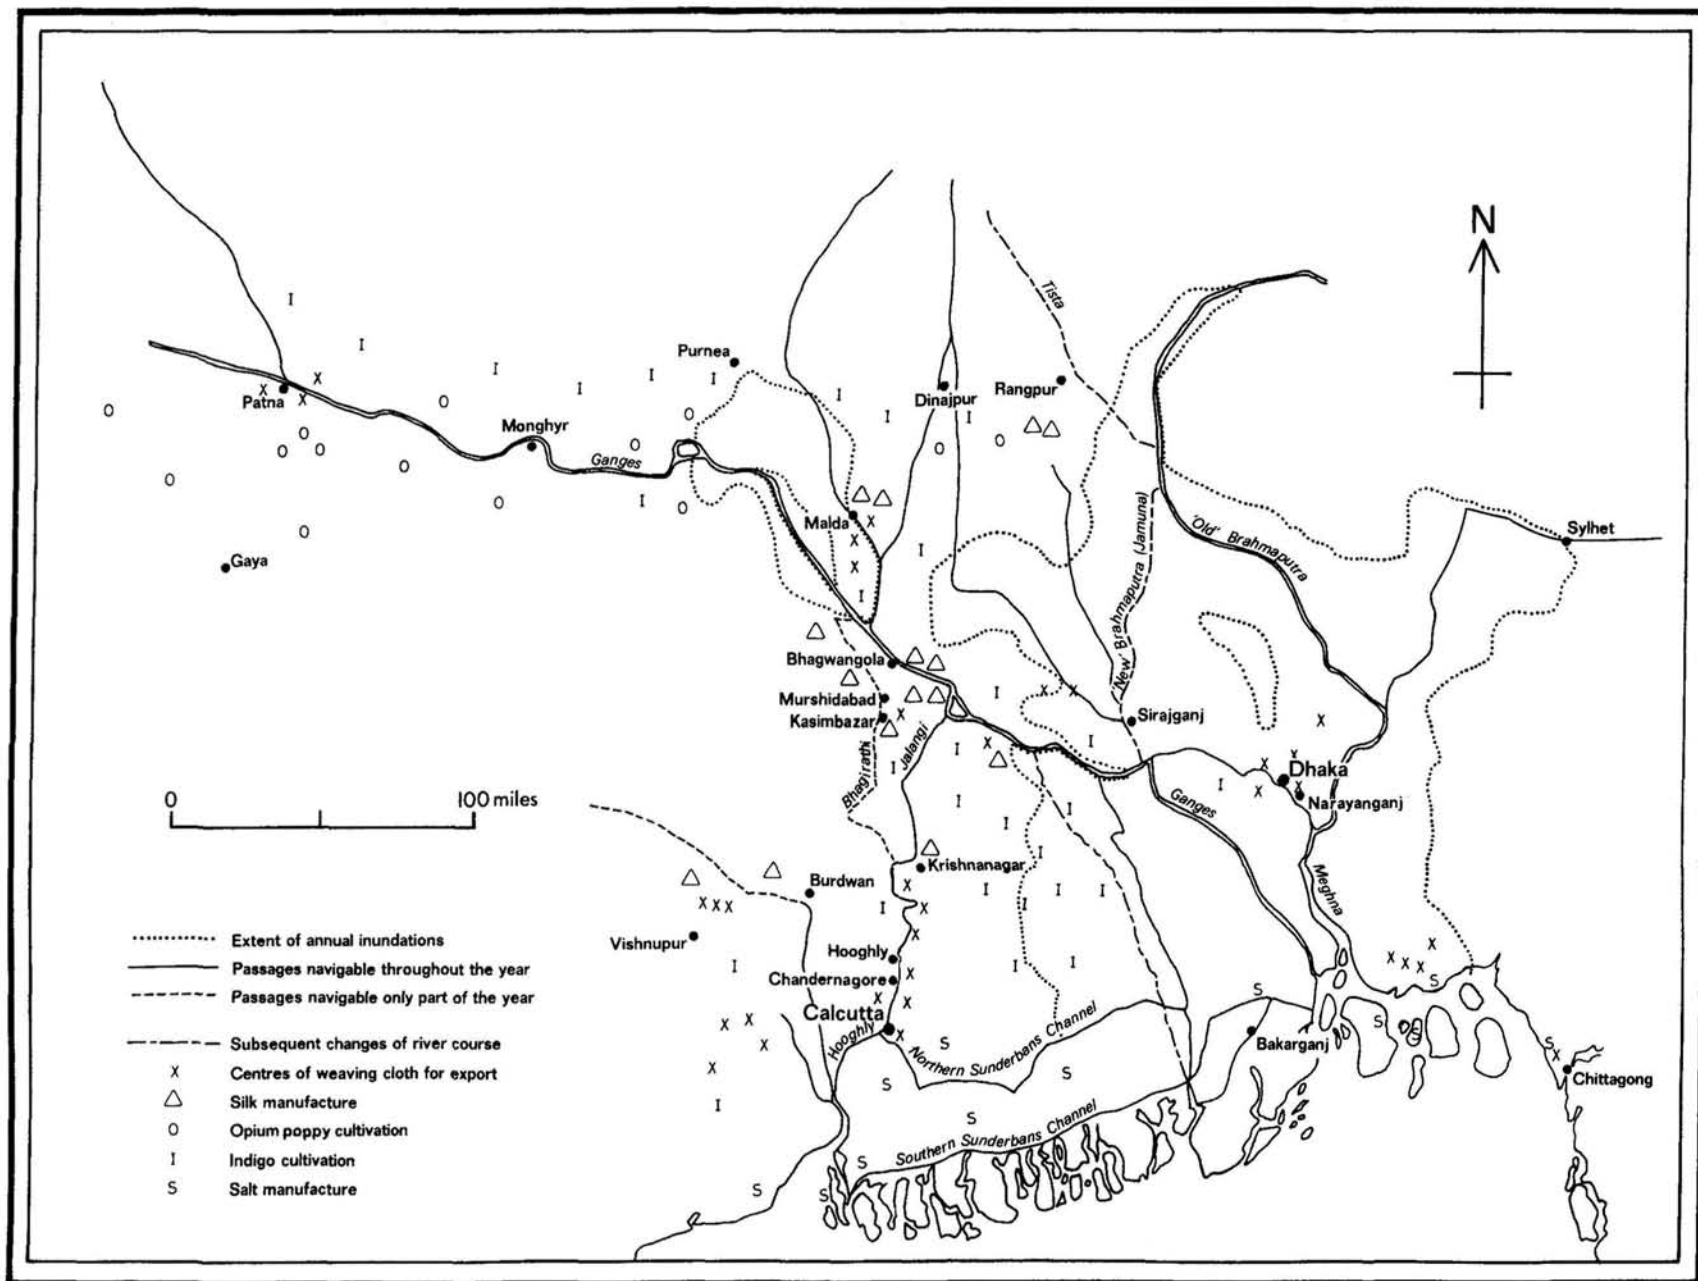 N
Tista
Purnea
Patna
Dinajpur
Rangpur
Monghyr
Ganges
Malda
'New' Brahmaputra (Jamuna)
'Old' Brahmaputra
Sylhet
Gaya
Bhagwangola
Murshidabad
Kasimbazar
Sirajganj
Jalangi
Bhagirathi
Dhaka
Narayanganj
Ganges
0 100 miles
Krishnanagar
Burdwan
Meghna
Vishnupur
Hooghly
Chandernagore
Calcutta
Hooghly
Northern Sunderbans Channel
Bakarganj
Chittagong
Southern Sunderbans Channel
Extent of annual inundations
Passages navigable throughout the year
Passages navigable only part of the year
Subsequent changes of river course
X Centres of weaving cloth for export
Silk manufacture
O Opium poppy cultivation
I Indigo cultivation
S Salt manufacture